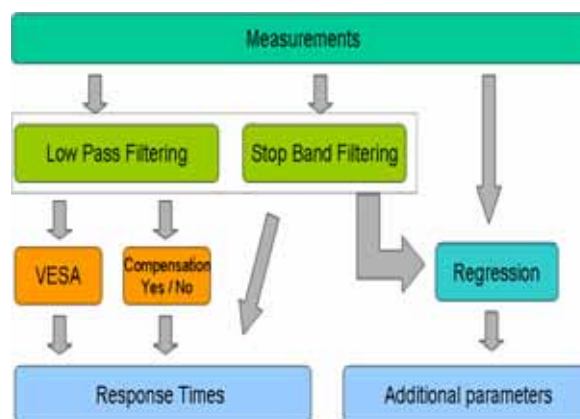 Measurements
Low Pass Filtering
Stop Band Filtering
VESA
Compensation
Yes / No
Regression
Response Times
Additional parameters